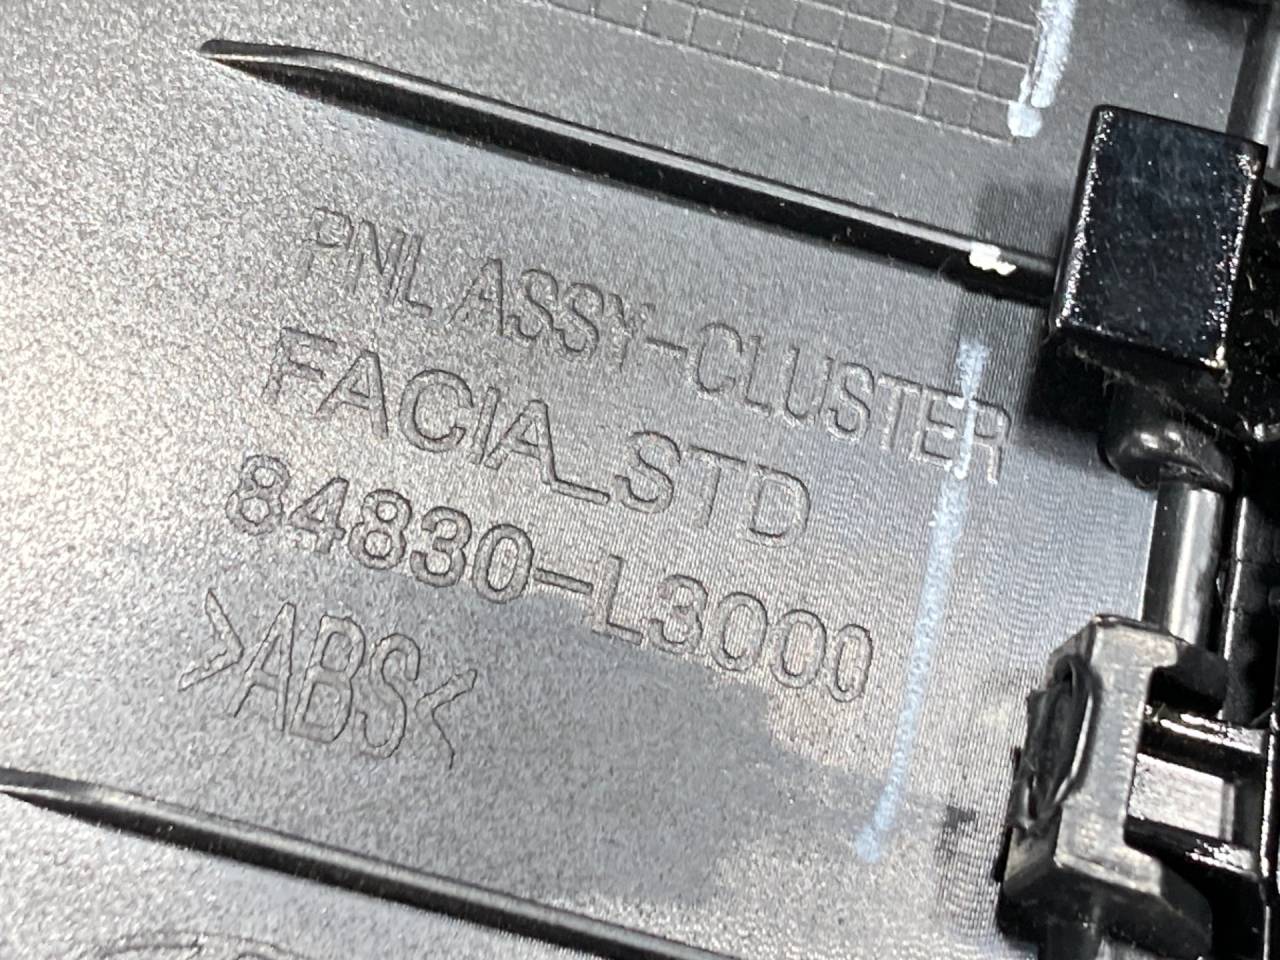 PNL ASSY-CLUSTER
FACIA_STD
84830-L3000
>ABS<